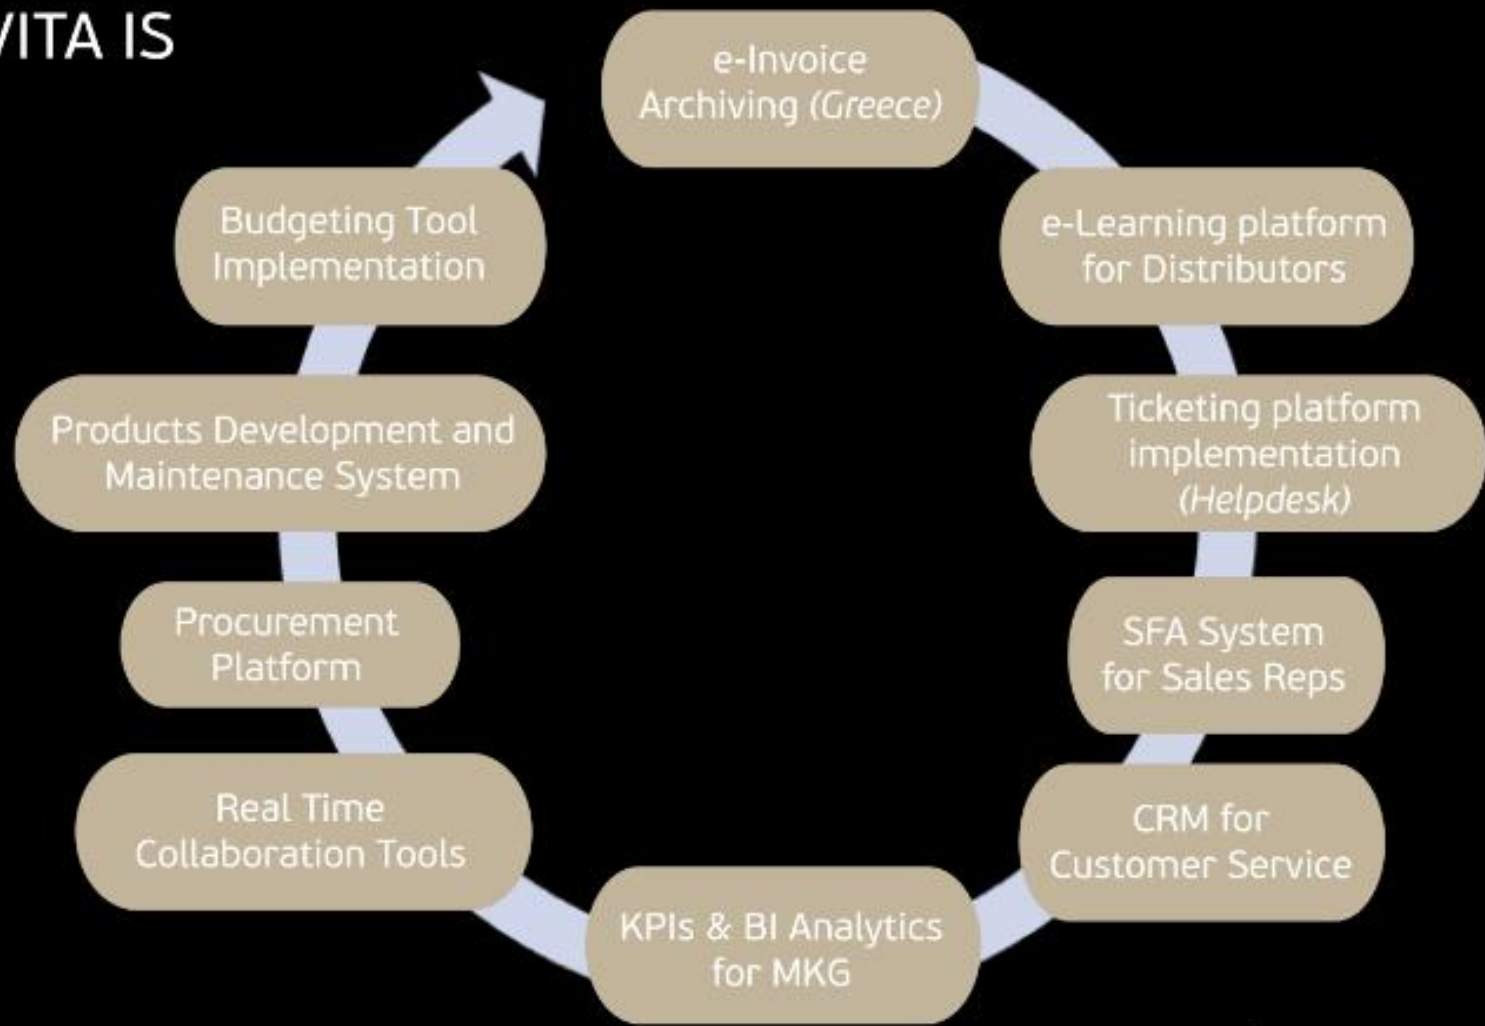 VITA IS
e-Invoice
Archiving (Greece)
e-Learning platform
for Distributors
Ticketing platform
implementation
(Helpdesk)
SFA System
for Sales Reps
CRM for
Customer Service
KPIs & BI Analytics
for MKG
Real Time
Collaboration Tools
Procurement
Platform
Products Development and
Maintenance System
Budgeting Tool
Implementation